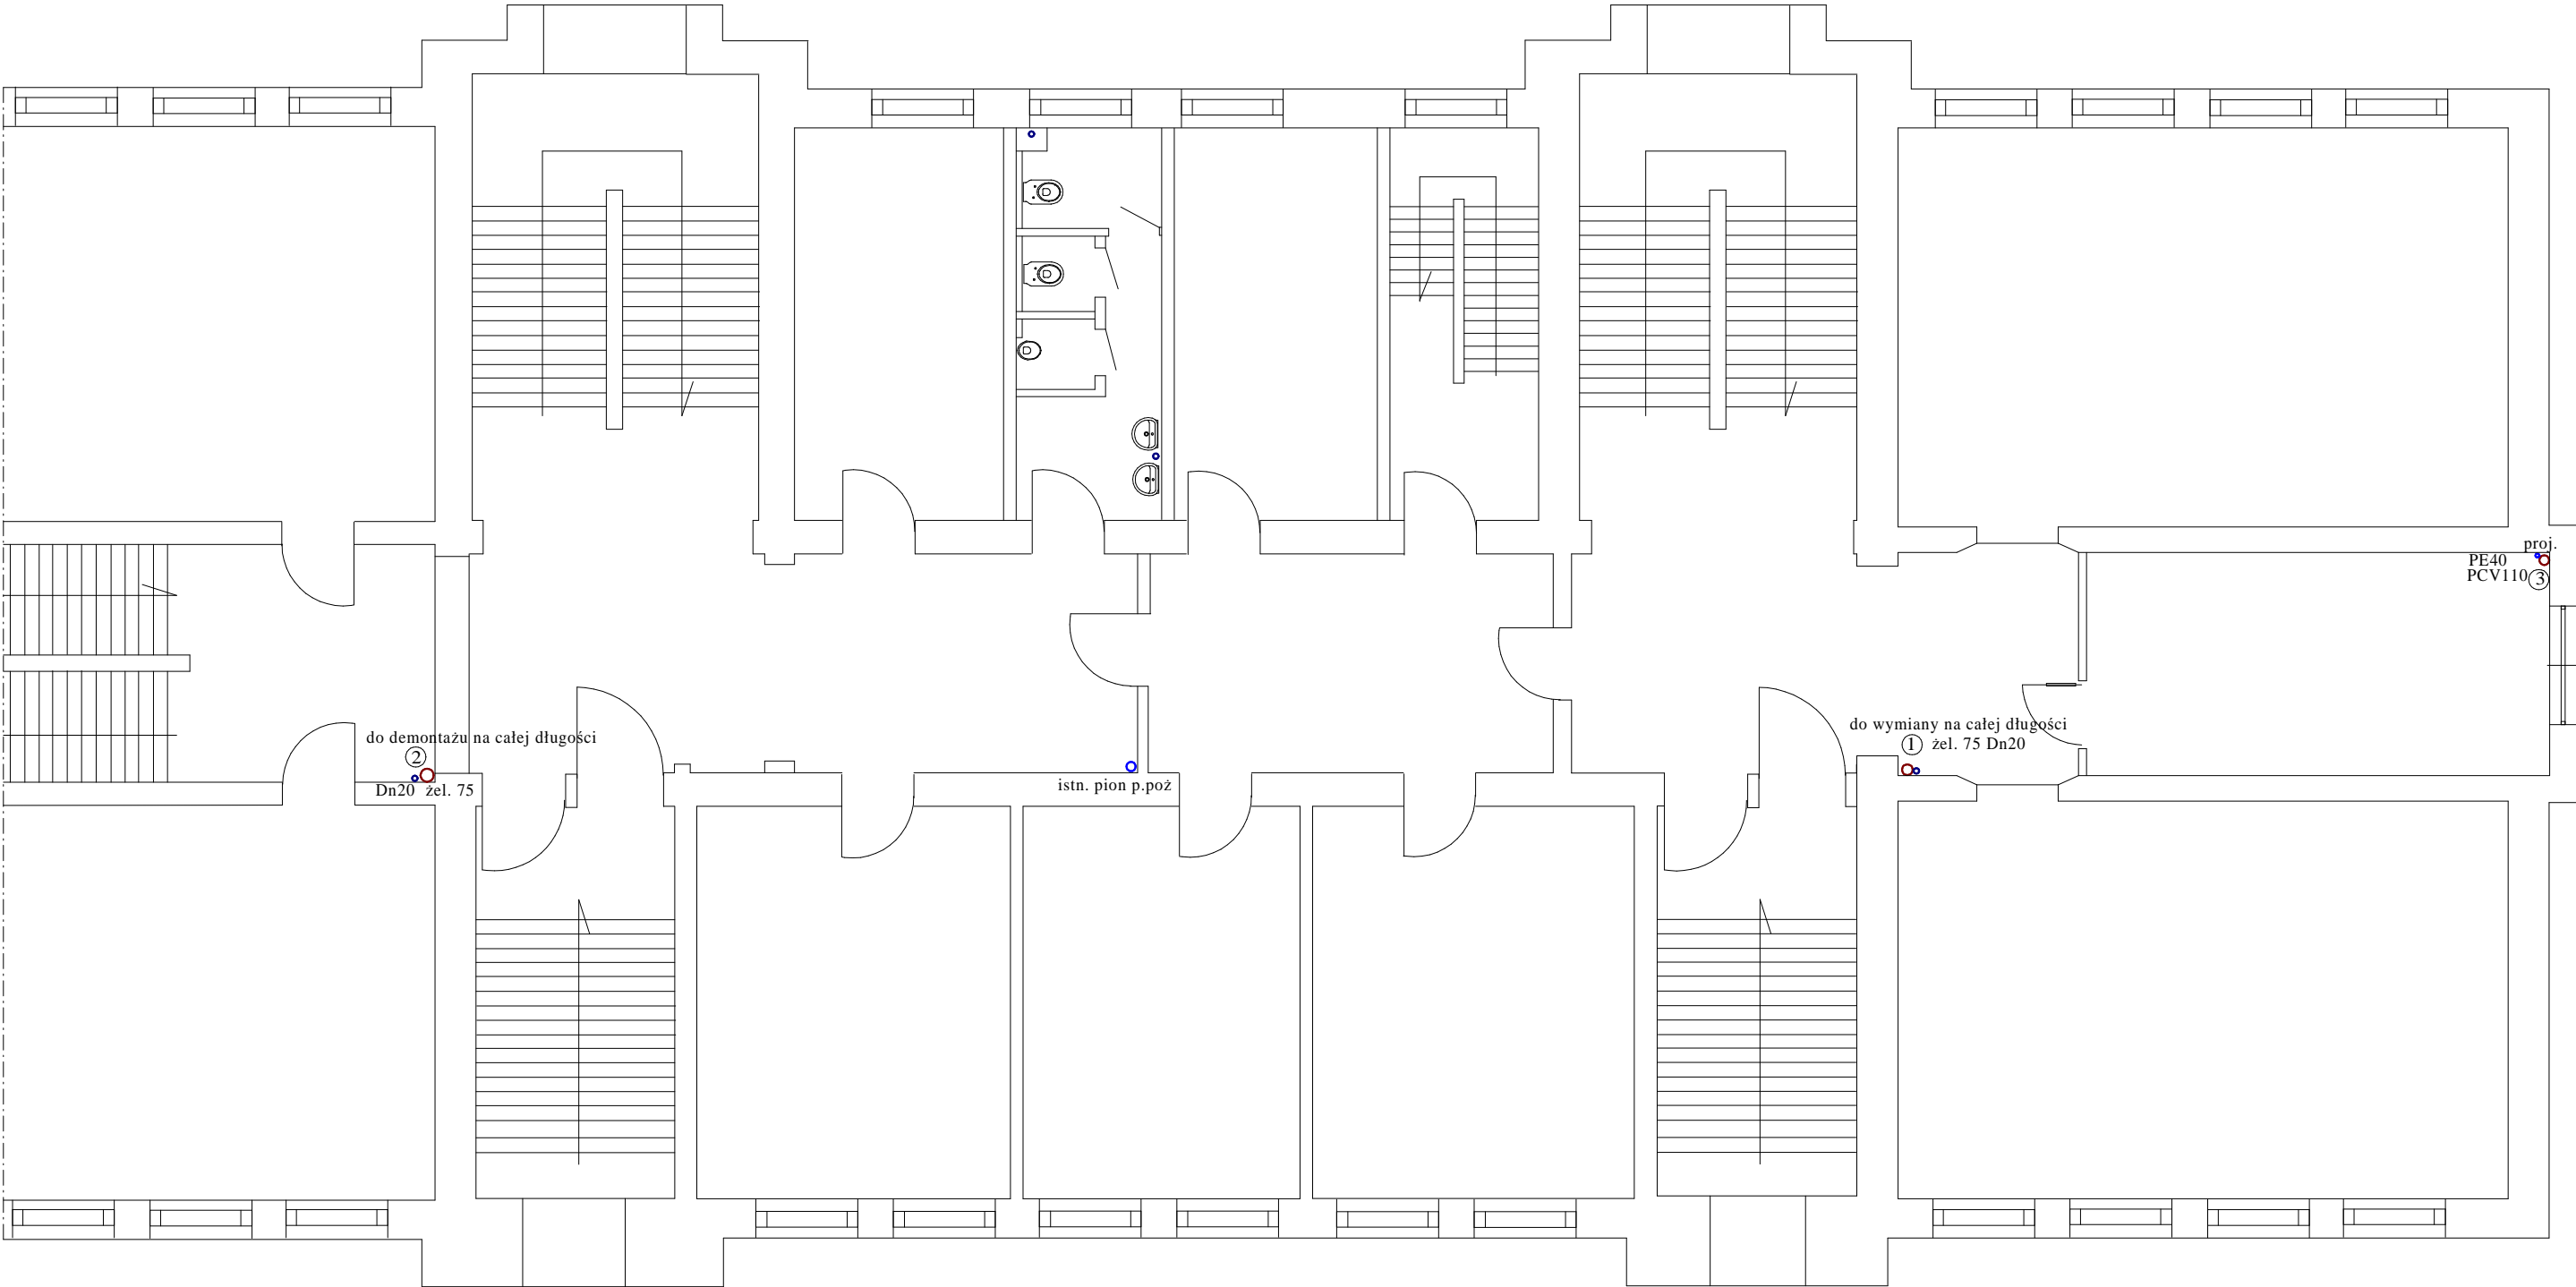 proj.
PE40
PCV110 3
do demontażu na całej długości
2
Dn20 żel. 75
istn. pion p.poż
do wymiany na całej długości
1 żel. 75 Dn20